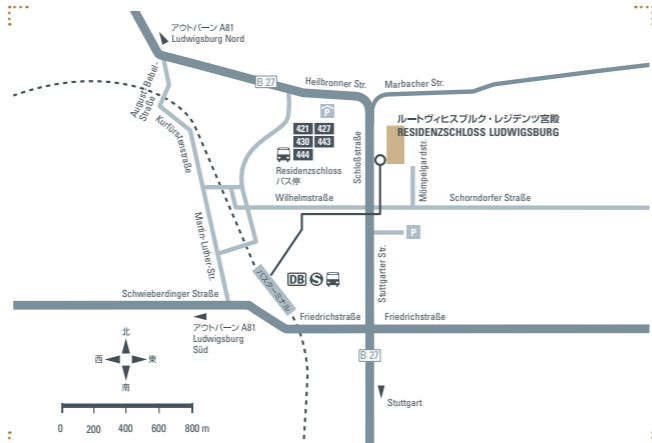 アウトバーン A81
Ludwigsburg Nord
B 27
Heilbronner Str.
Marbacher Str.
August-Bebel-
Straße
Kurfürstenstraße
P
421 427
430 443
444
Residenzschloss
バス停
Schloßstraße
ルートヴィヒスブルク・レジデンツ宮殿
RESIDENZSCHLOSS LUDWIGSBURG
Mömpelgardstr.
Wilhelmstraße
Schorndorfer Straße
Martin-Luther-Str.
P
Stuttgarter Str.
DB S
バスターミナル
Schwieberdinger Straße
Friedrichstraße
Friedrichstraße
アウトバーン A81
Ludwigsburg
Süd
北
西 東
南
B 27
Stuttgart
0 200 400 600 800 m